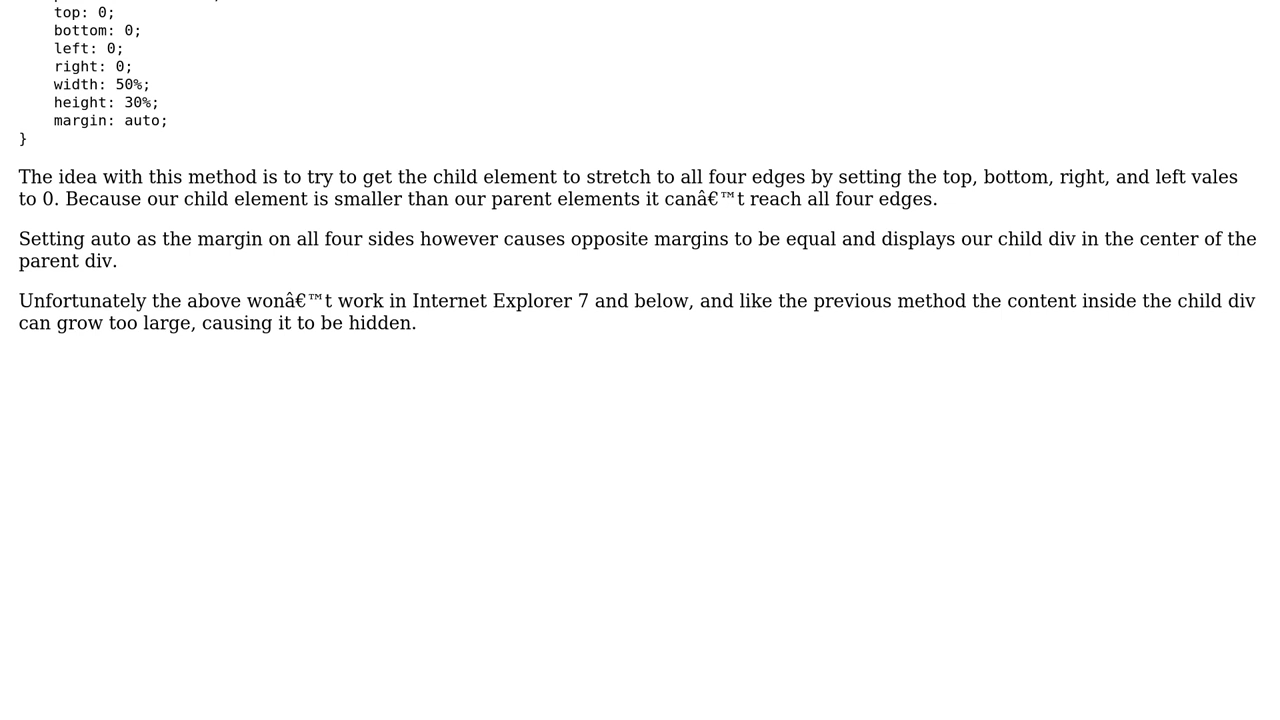 top: 0;
bottom: 0;
left: 0;
right: 0;
width: 50%;
height: 30%;
margin: auto;
}
The idea with this method is to try to get the child element to stretch to all four edges by setting the top, bottom, right, and left vales
to 0. Because our child element is smaller than our parent elements it canâ€™t reach all four edges.
Setting auto as the margin on all four sides however causes opposite margins to be equal and displays our child div in the center of the
parent div.
Unfortunately the above wonâ€™t work in Internet Explorer 7 and below, and like the previous method the content inside the child div
can grow too large, causing it to be hidden.